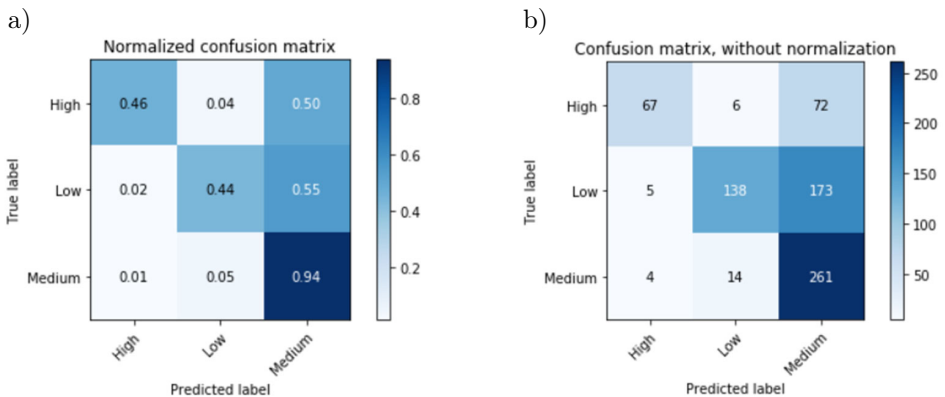 a)
Normalized confusion matrix
True label
High
0.46 0.04 0.50
0.8
Low
0.02 0.44 0.55
0.6
0.4
Medium
0.01 0.05 0.94
0.2
High Low Medium
Predicted label
b)
Confusion matrix, without normalization
True label
High
67 6 72
250
200
Low
5 138 173
150
100
Medium
4 14 261
50
High Low Medium
Predicted label